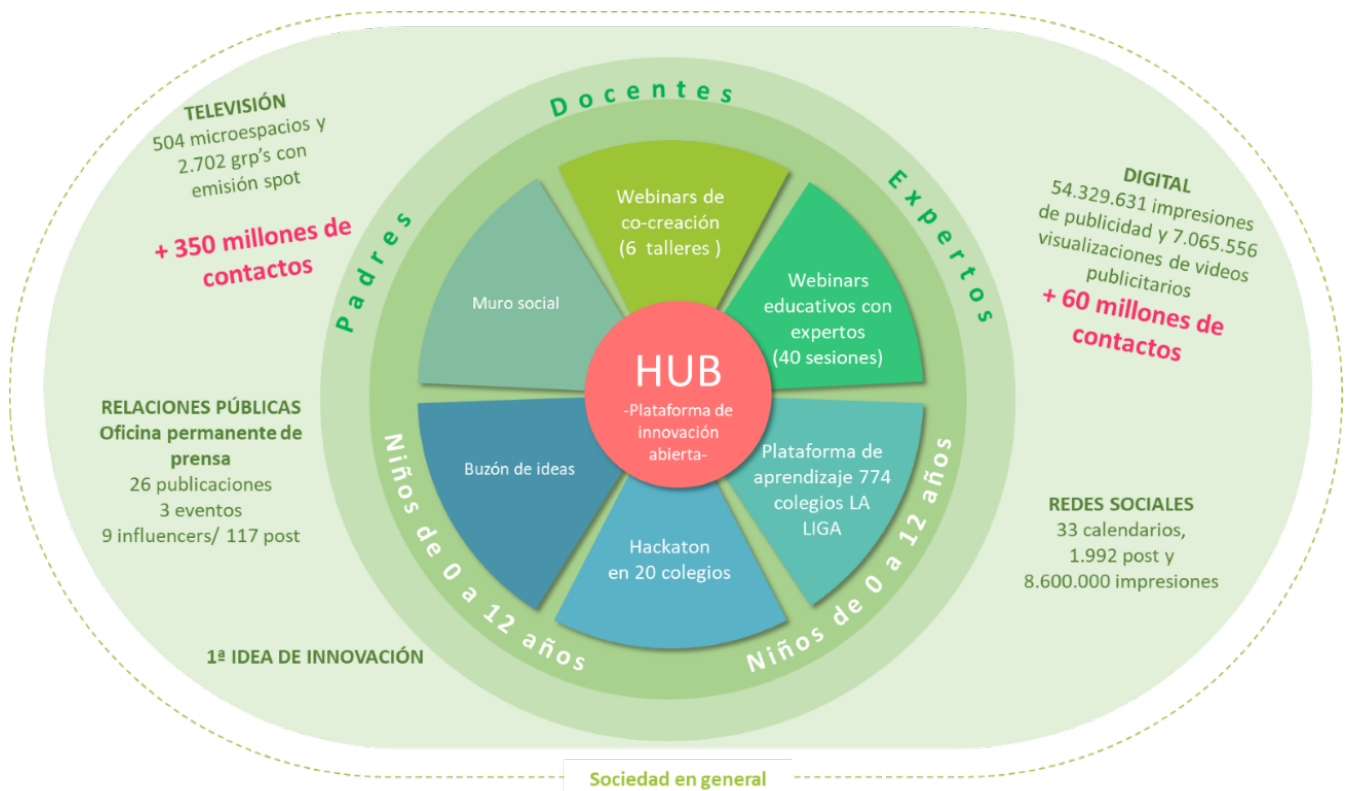 Docentes
Padres
Expertos
TELEVISIÓN
504 microespacios y
2.702 grp's con
emisión spot
+ 350 millones de
contactos
DIGITAL
54.329.631 impresiones
de publicidad y 7.065.556
visualizaciones de videos
publicitarios
+ 60 millones de
contactos
Webinars de
co-creación
(6 talleres )
Webinars
educativos con
expertos
(40 sesiones)
Muro social
HUB
-Plataforma de
innovación
abierta-
Buzón de ideas
Plataforma de
aprendizaje 774
colegios LA
LIGA
Hackaton
en 20 colegios
Niños de 0 a 12 años
Niños de 0 a 12 años
RELACIONES PÚBLICAS
Oficina permanente de
prensa
26 publicaciones
3 eventos
9 influencers/ 117 post
REDES SOCIALES
33 calendarios,
1.992 post y
8.600.000 impresiones
1ª IDEA DE INNOVACIÓN
Sociedad en general